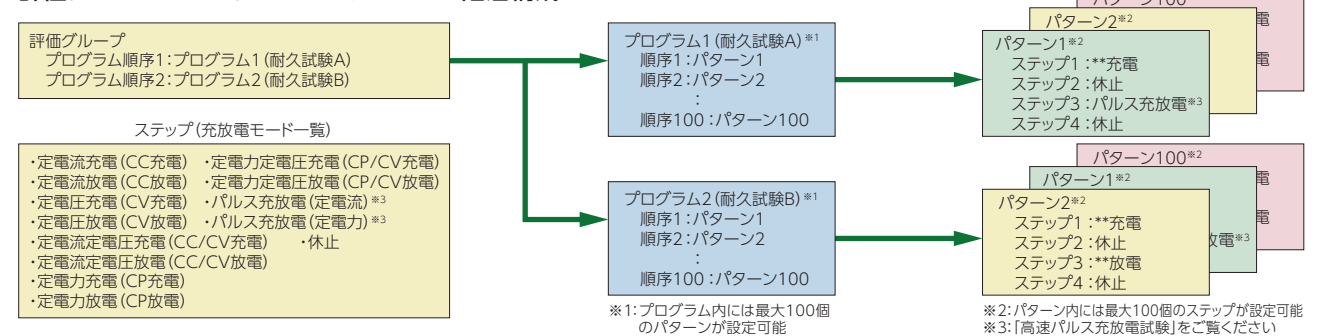 評価グループ
プログラム順序1:プログラム1(耐久試験A)
プログラム順序2:プログラム2(耐久試験B)
ステップ(充放電モード一覧)
・定電流充電(CC充電) ・定電力定電圧充電(CP/CV充電)
・定電流放電(CC放電) ・定電力定電圧放電(CP/CV放電)
・定電圧充電(CV充電) ・パルス充放電(定電流)※3
・定電圧放電(CV放電) ・パルス充放電(定電力)※3
・定電流定電圧充電(CC/CV充電) ・休止
・定電流定電圧放電(CC/CV放電)
・定電力充電(CP充電)
・定電力放電(CP放電)
プログラム1(耐久試験A)※1
順序1:パターン1
順序2:パターン2
:
順序100:パターン100
プログラム2(耐久試験B)※1
順序1:パターン1
順序2:パターン2
:
順序100:パターン100
※1:プログラム内には最大100個
のパターンが設定可能
パターン100
電
電
パターン2※2
パターン1※2
ステップ1:**充電
ステップ2:休止
ステップ3:パルス充放電※3
ステップ4:休止
パターン100※2
電
電
パターン1※2
放電※3
パターン2※2
ステップ1:**充電
ステップ2:休止
ステップ3:**放電
ステップ4:休止
※2:パターン内には最大100個のステップが設定可能
※3:「高速パルス充放電試験」をご覧ください